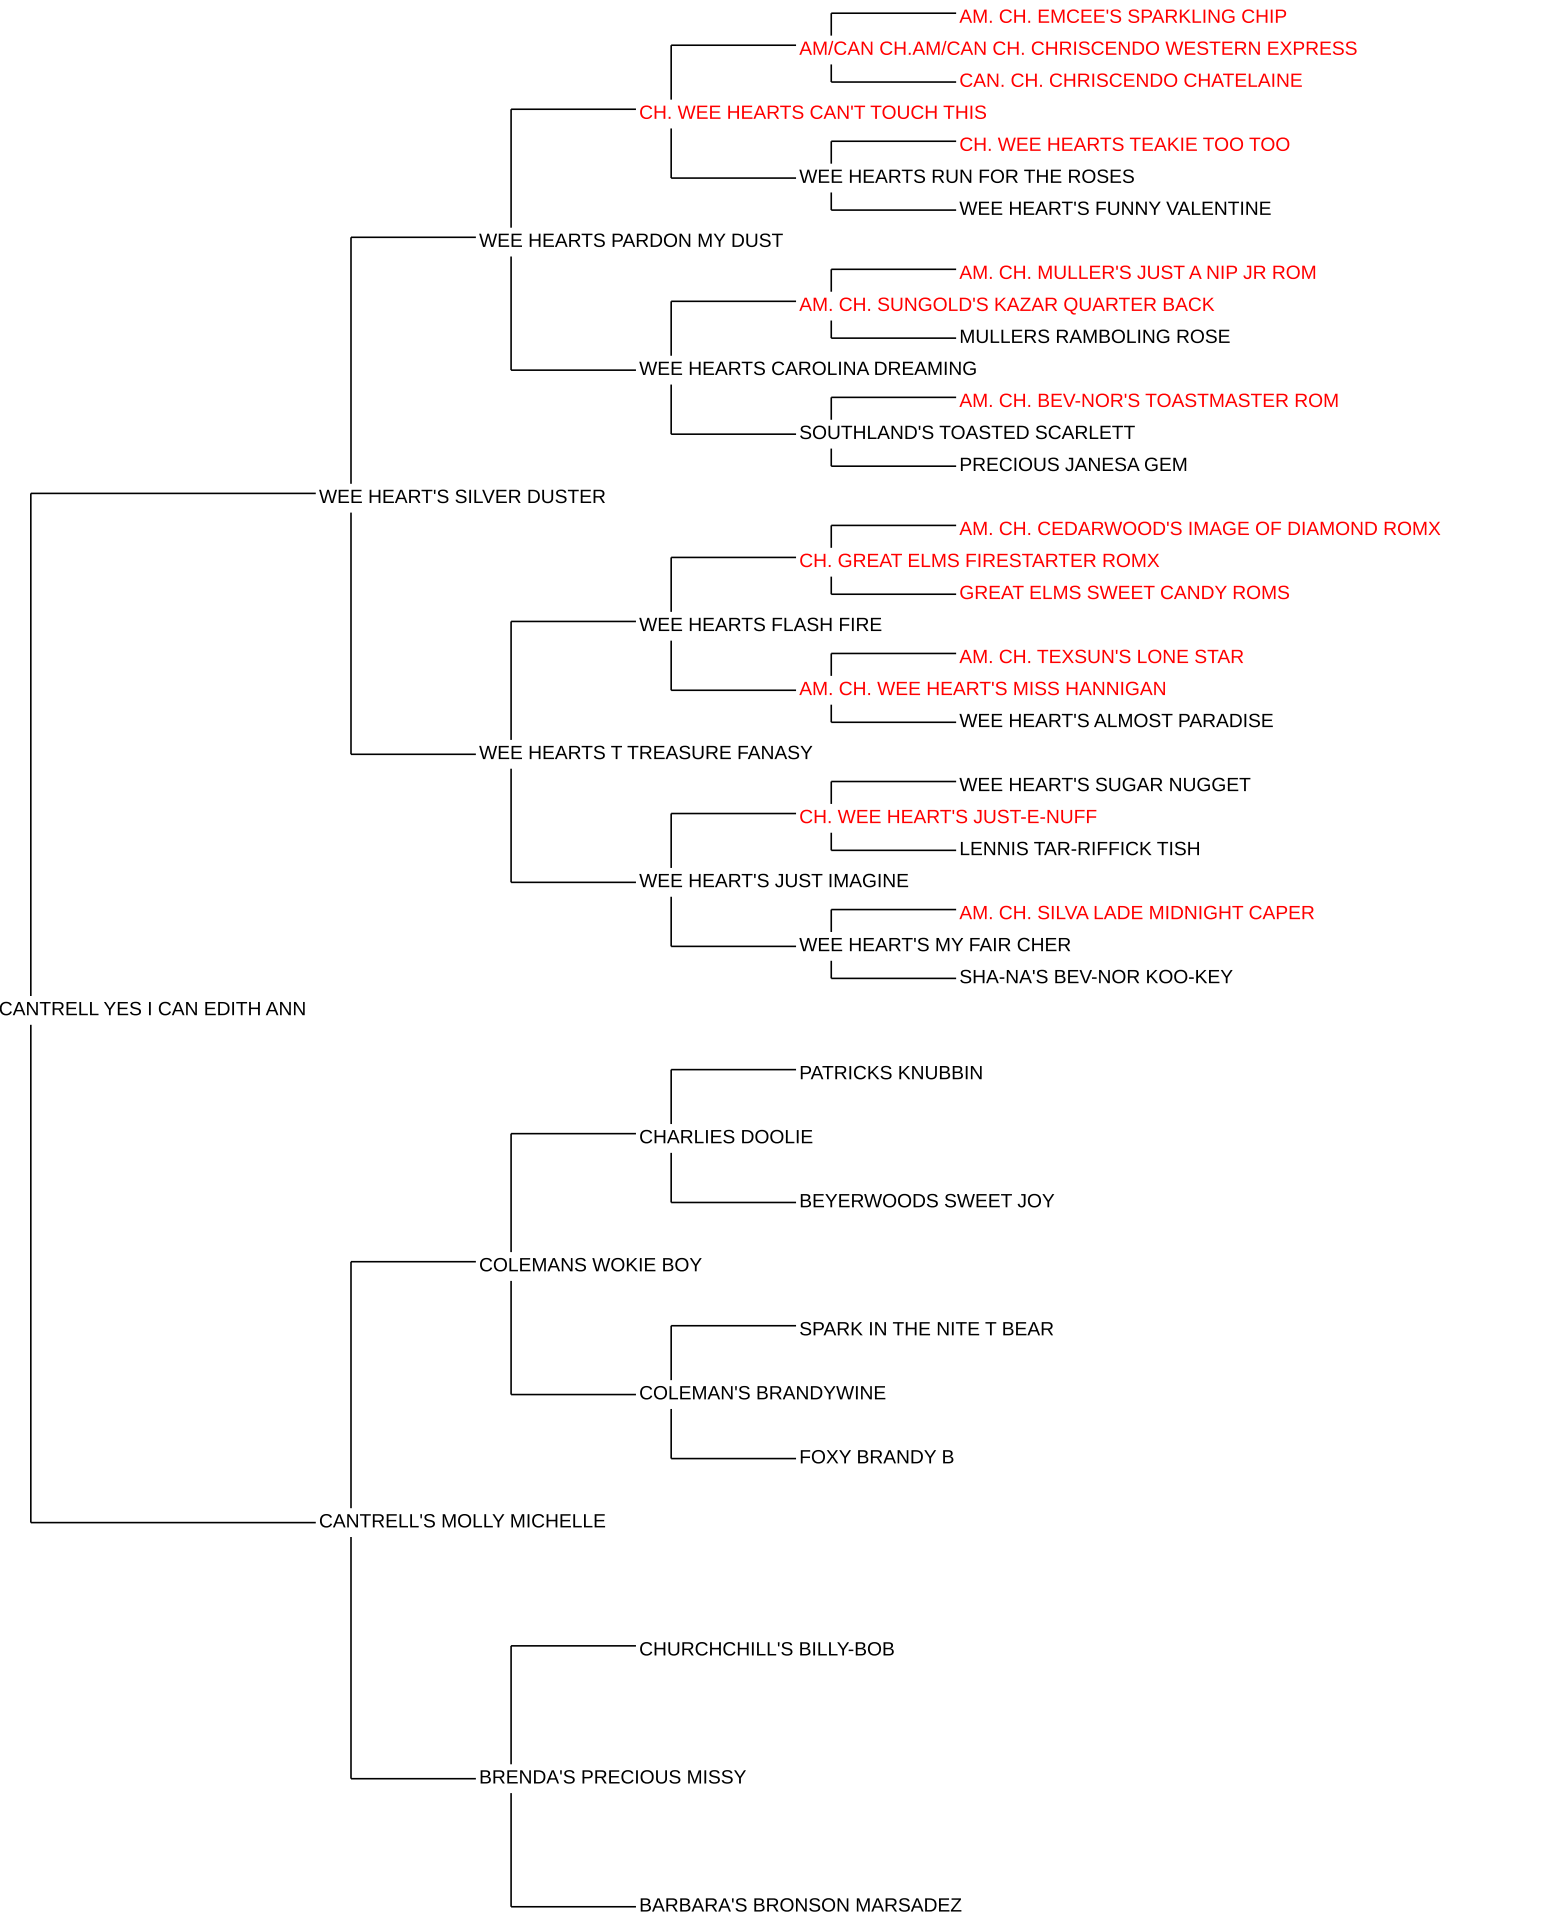 AM. CH. EMCEE'S SPARKLING CHIP
AM/CAN CH.AM/CAN CH. CHRISCENDO WESTERN EXPRESS
CAN. CH. CHRISCENDO CHATELAINE
CH. WEE HEARTS CAN'T TOUCH THIS
CH. WEE HEARTS TEAKIE TOO TOO
WEE HEARTS RUN FOR THE ROSES
WEE HEART'S FUNNY VALENTINE
WEE HEARTS PARDON MY DUST
AM. CH. MULLER'S JUST A NIP JR ROM
AM. CH. SUNGOLD'S KAZAR QUARTER BACK
MULLERS RAMBOLING ROSE
WEE HEARTS CAROLINA DREAMING
AM. CH. BEV-NOR'S TOASTMASTER ROM
SOUTHLAND'S TOASTED SCARLETT
PRECIOUS JANESA GEM
WEE HEART'S SILVER DUSTER
AM. CH. CEDARWOOD'S IMAGE OF DIAMOND ROMX
CH. GREAT ELMS FIRESTARTER ROMX
GREAT ELMS SWEET CANDY ROMS
WEE HEARTS FLASH FIRE
AM. CH. TEXSUN'S LONE STAR
AM. CH. WEE HEART'S MISS HANNIGAN
WEE HEART'S ALMOST PARADISE
WEE HEARTS T TREASURE FANASY
WEE HEART'S SUGAR NUGGET
CH. WEE HEART'S JUST-E-NUFF
LENNIS TAR-RIFFICK TISH
WEE HEART'S JUST IMAGINE
AM. CH. SILVA LADE MIDNIGHT CAPER
WEE HEART'S MY FAIR CHER
SHA-NA'S BEV-NOR KOO-KEY
CANTRELL YES I CAN EDITH ANN
PATRICKS KNUBBIN
CHARLIES DOOLIE
BEYERWOODS SWEET JOY
COLEMANS WOKIE BOY
SPARK IN THE NITE T BEAR
COLEMAN'S BRANDYWINE
FOXY BRANDY B
CANTRELL'S MOLLY MICHELLE
CHURCHCHILL'S BILLY-BOB
BRENDA'S PRECIOUS MISSY
BARBARA'S BRONSON MARSADEZ